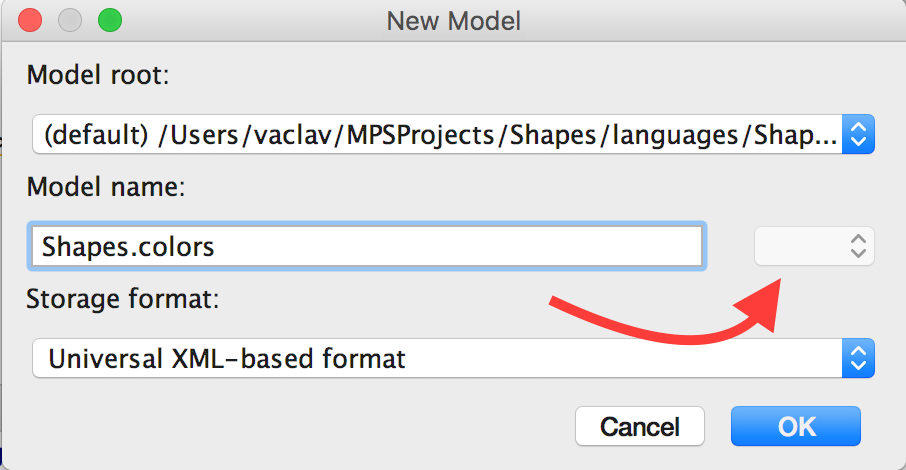 New Model
Model root:
(default) /Users/vaclav/MPSProjects/Shapes/languages/Shap...
Model name:
Shapes.colors
Storage format:
Universal XML-based format
Cancel OK